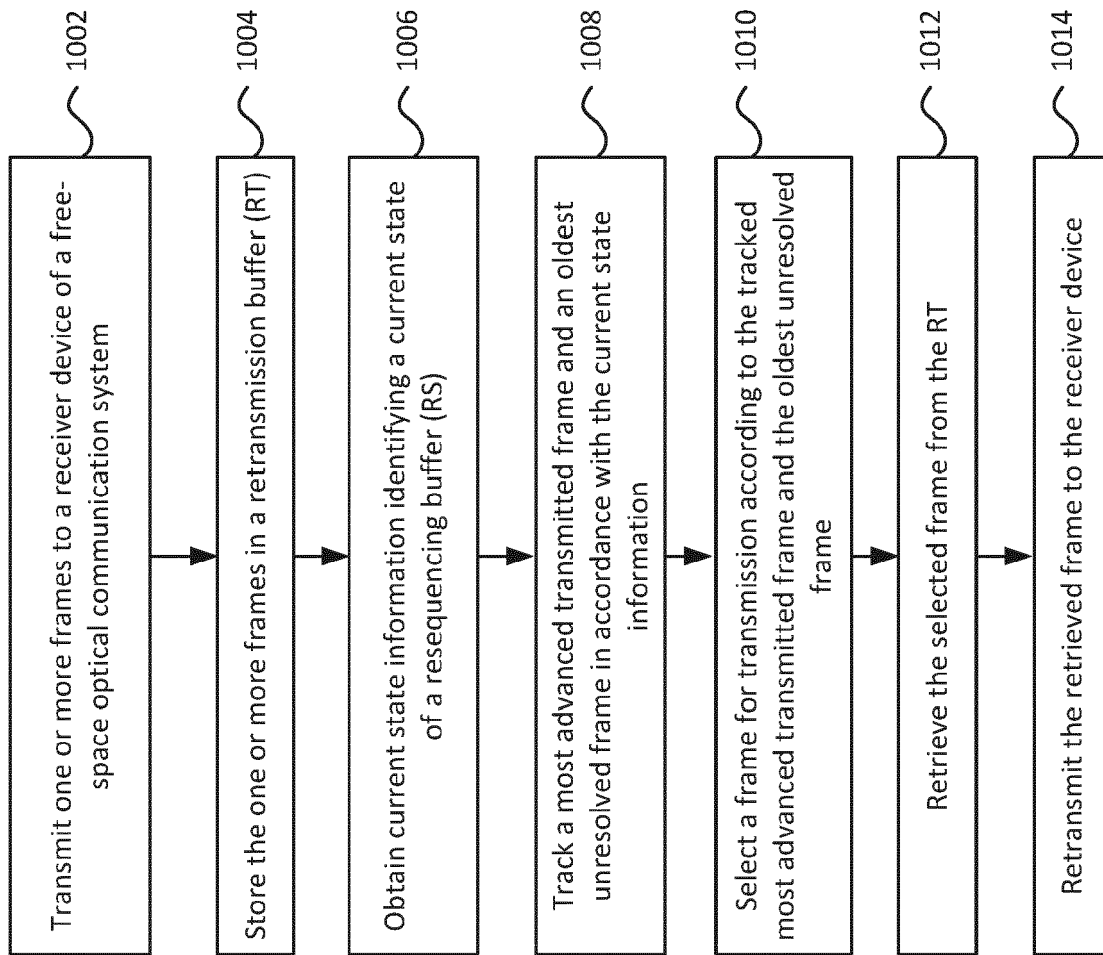 Transmit one or more frames to a receiver device of a free-
space optical communication system
1002
Store the one or more frames in a retransmission buffer (RT)
1004
Obtain current state information identifying a current state
of a resequencing buffer (RS)
1006
Track a most advanced transmitted frame and an oldest
unresolved frame in accordance with the current state
information
1008
Select a frame for transmission according to the tracked
most advanced transmitted frame and the oldest unresolved
frame
1010
Retrieve the selected frame from the RT
1012
Retransmit the retrieved frame to the receiver device
1014